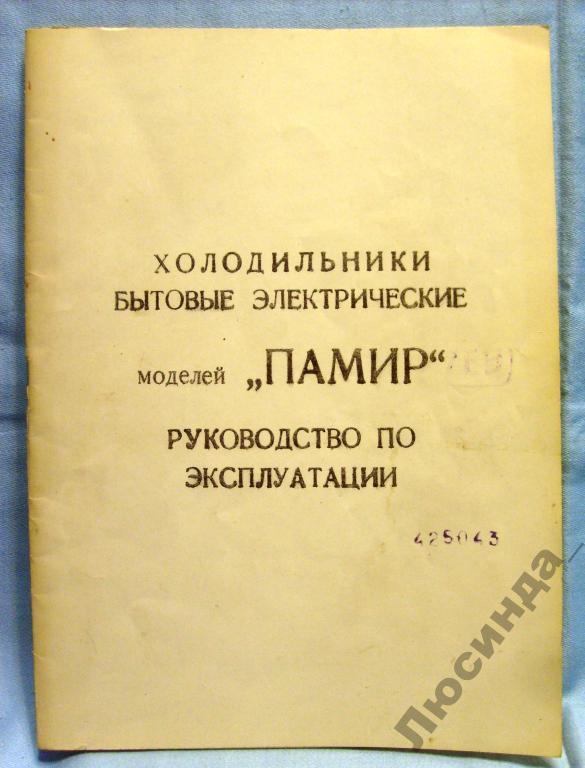 ХОЛОДИЛЬНИКИ
БЫТОВЫЕ ЭЛЕКТРИЧЕСКИЕ
моделей „ПАМИР“
РУКОВОДСТВО ПО
ЭКСПЛУАТАЦИИ
425043
Люсинда